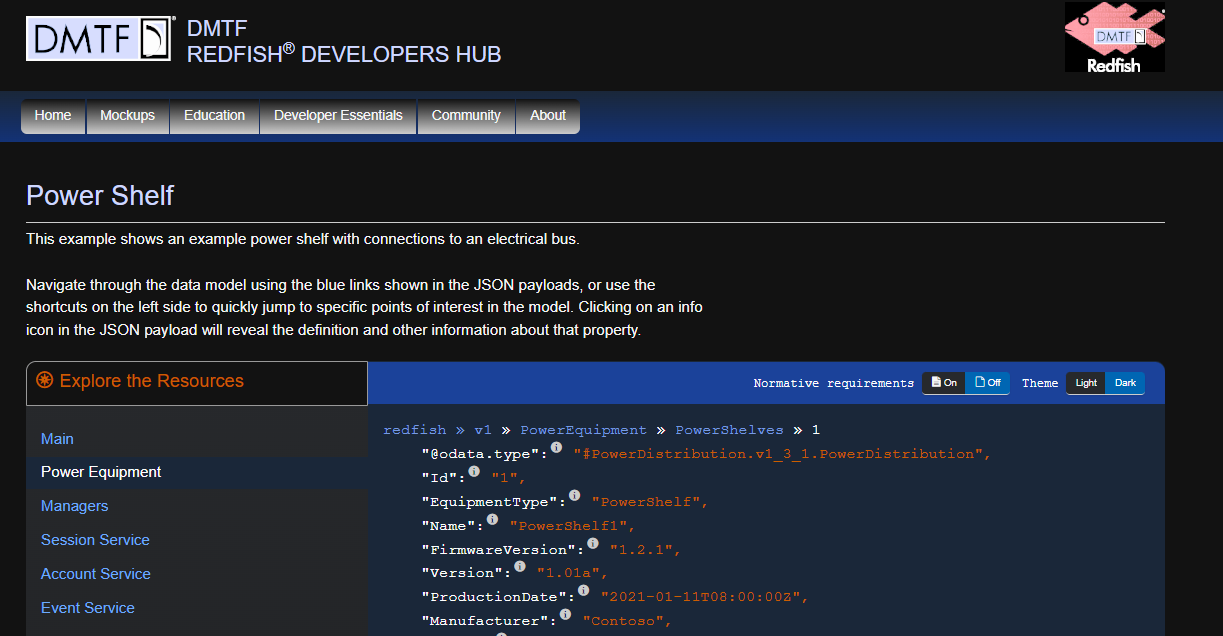 DMTF
DMTF
REDFISH® DEVELOPERS HUB
DMTF
Redfish
Home Mockups Education Developer Essentials Community About
Power Shelf
This example shows an example power shelf with connections to an electrical bus.
Navigate through the data model using the blue links shown in the JSON payloads, or use the
shortcuts on the left side to quickly jump to specific points of interest in the model. Clicking on an info
icon in the JSON payload will reveal the definition and other information about that property.
Explore the Resources
Main
Power Equipment
Managers
Session Service
Account Service
Event Service
Normative requirements On Off Theme Light Dark
redfish » v1 » PowerEquipment » PowerShelves » 1
"@odata.type": "#PowerDistribution.v1_3_1.PowerDistribution",
"Id": "1",
"EquipmentType": "PowerShelf",
"Name": "PowerShelf1",
"FirmwareVersion": "1.2.1",
"Version": "1.01a",
"ProductionDate": "2021-01-11T08:00:00Z",
"Manufacturer": "Contoso",